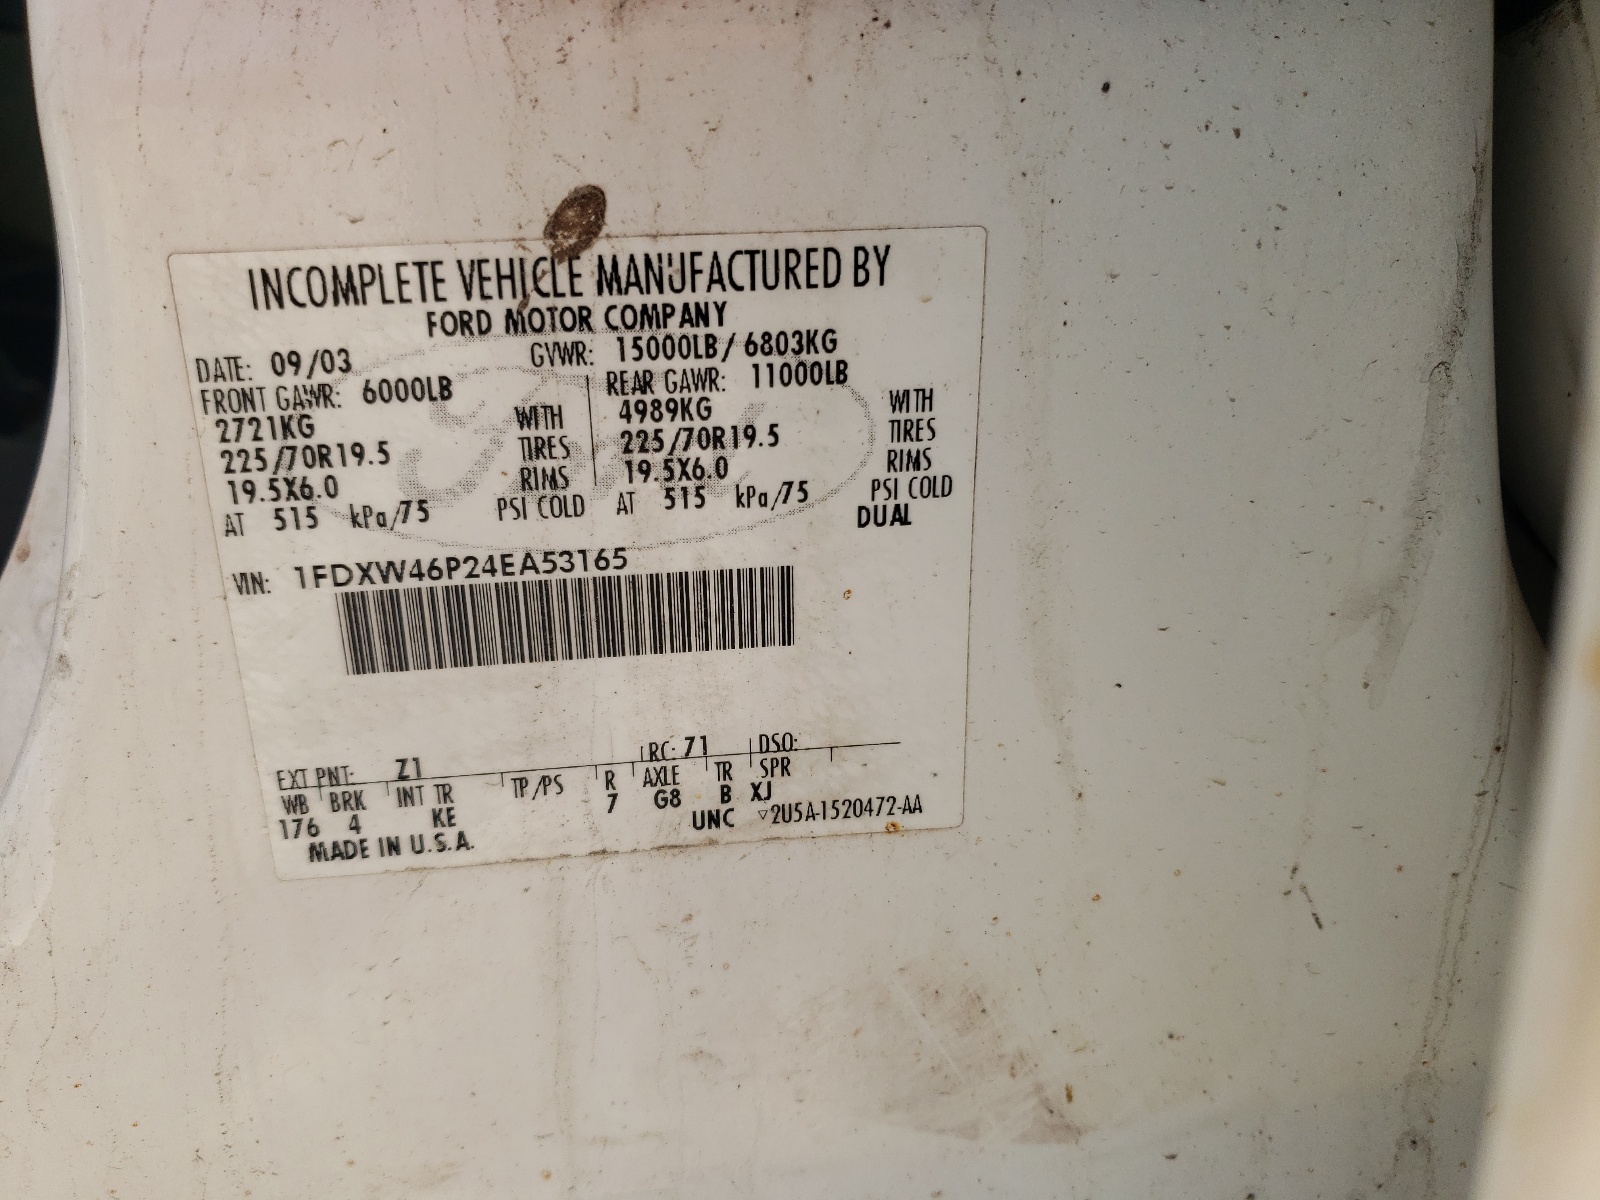 INCOMPLETE VEHICLE MANUFACTURED BY
FORD MOTOR COMPANY
DATE: 09/03 GVWR: 15000LB/ 6803KG
FRONT GAWR: 6000LB REAR GAWR: 11000LB
2721KG WITH 4989KG WITH
225/70R19.5 TIRES 225/70R19.5 TIRES
19.5X6.0 RIMS 19.5X6.0 RIMS
AT 515 kPa/75 PSI COLD AT 515 kPa/75 PSI COLD
DUAL
VIN: 1FDXW46P24EA53165
EXT PNT: Z1 RC: 71 DSO:
WB BRK INT TR TP/PS R AXLE TR SPR
176 4 KE 7 G8 B XJ
MADE IN U.S.A. UNC ▽2U5A-1520472-AA